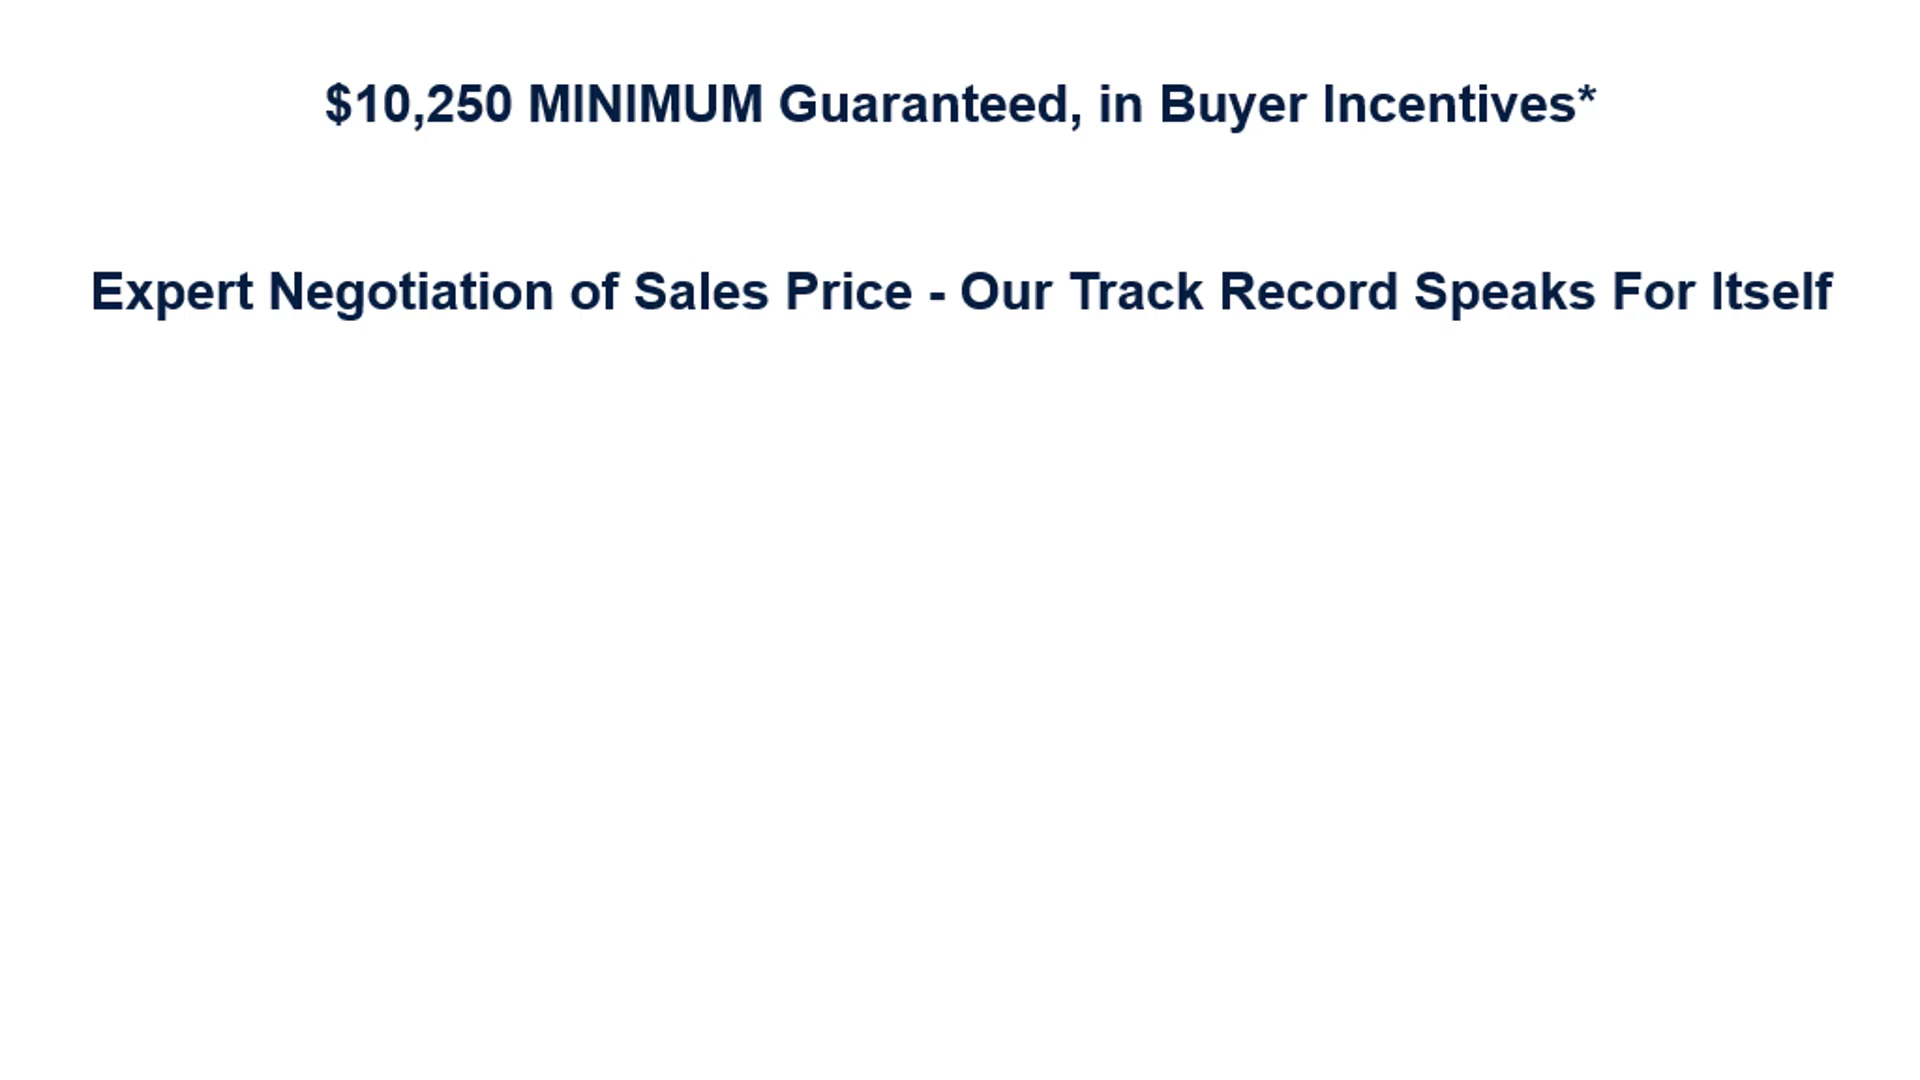 $10,250 MINIMUM Guaranteed, in Buyer Incentives*
Expert Negotiation of Sales Price - Our Track Record Speaks For Itself